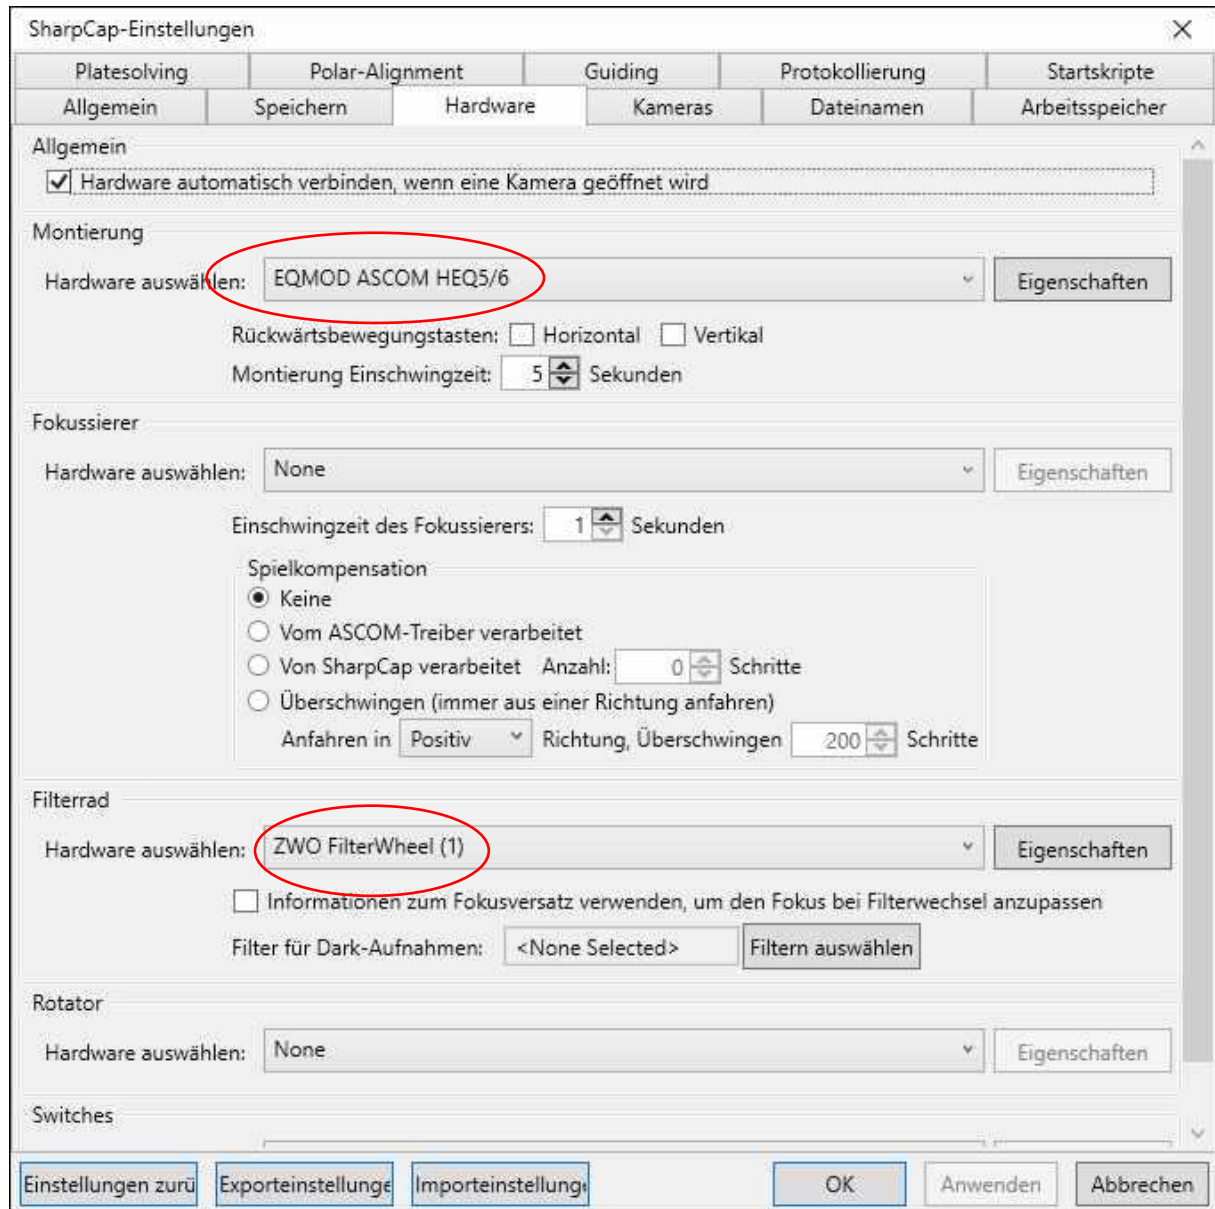 SharpCap-Einstellungen
Platesolving Polar-Alignment Guiding Protokollierung Startskripte
Allgemein Speichern Hardware Kameras Dateinamen Arbeitsspeicher
Allgemein
Hardware automatisch verbinden, wenn eine Kamera geöffnet wird
Montierung
Hardware auswählen: EQMOD ASCOM HEQ5/6 Eigenschaften
Rückwärtsbewegungstasten: Horizontal Vertikal
Montierung Einschwingzeit: 5 Sekunden
Fokussierer
Hardware auswählen: None Eigenschaften
Einschwingzeit des Fokussierers: 1 Sekunden
Spielkompensation
Keine
Vom ASCOM-Treiber verarbeitet
Von SharpCap verarbeitet Anzahl: 0 Schritte
Überschwingen (immer aus einer Richtung anfahren)
Anfahren in Positiv Richtung, Überschwingen 200 Schritte
Filterrad
Hardware auswählen: ZWO FilterWheel (1) Eigenschaften
Informationen zum Fokusversatz verwenden, um den Fokus bei Filterwechsel anzupassen
Filter für Dark-Aufnahmen: <None Selected> Filtern auswählen
Rotator
Hardware auswählen: None Eigenschaften
Switches
Einstellungen zurü Exporteinstellunge Importeinstellung OK Anwenden Abbrechen